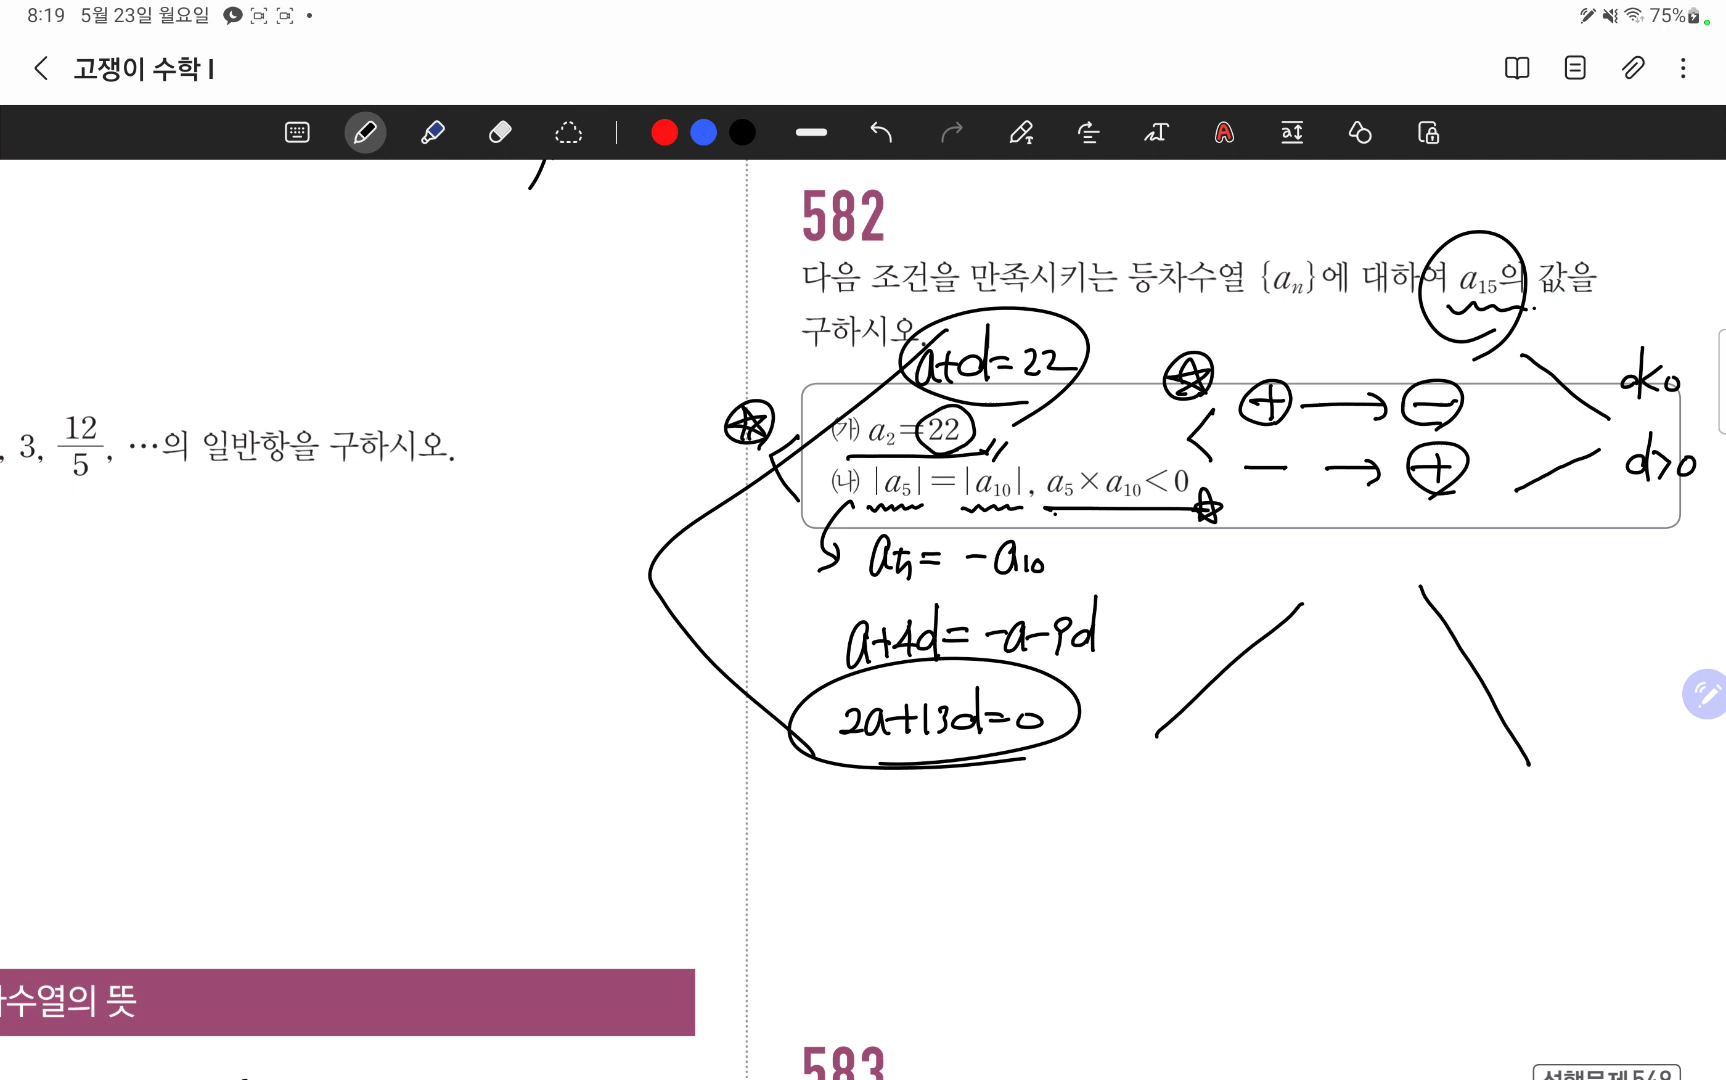 8:19 5월 23일 월요일
75%
고쟁이 수학 I
582
다음 조건을 만족시키는 등차수열 {aₙ}에 대하여 a₁₅의 값을
구하시오.
a+d=22
(가) a₂=22
(나) |a₅|=|a₁₀|, a₅×a₁₀<0
+ → −
− → +
d<0
d>0
a₅=-a₁₀
a+4d=-a-9d
2a+13d=0
, 3, 12/5, …의 일반항을 구하시오.
수열의 뜻
583